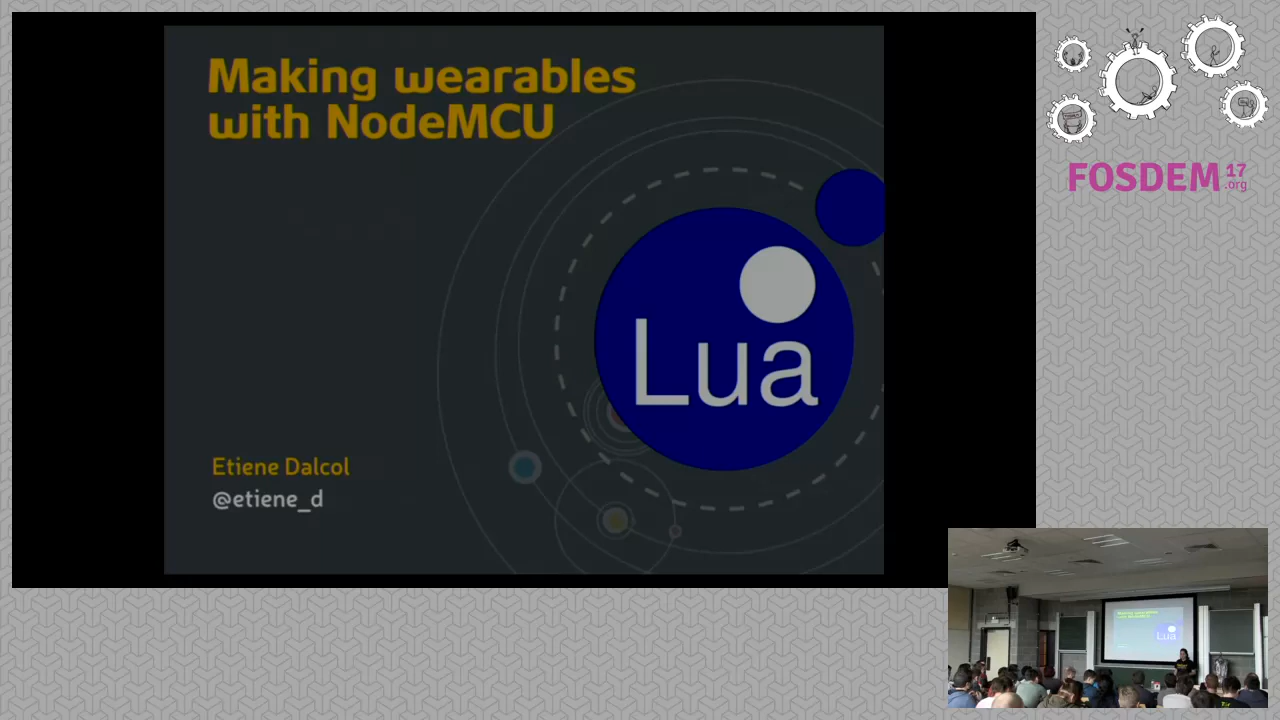 Making wearables
with NodeMCU
Lua
Etiene Dalcol
@etiene_d
FOSDEM 17
.org